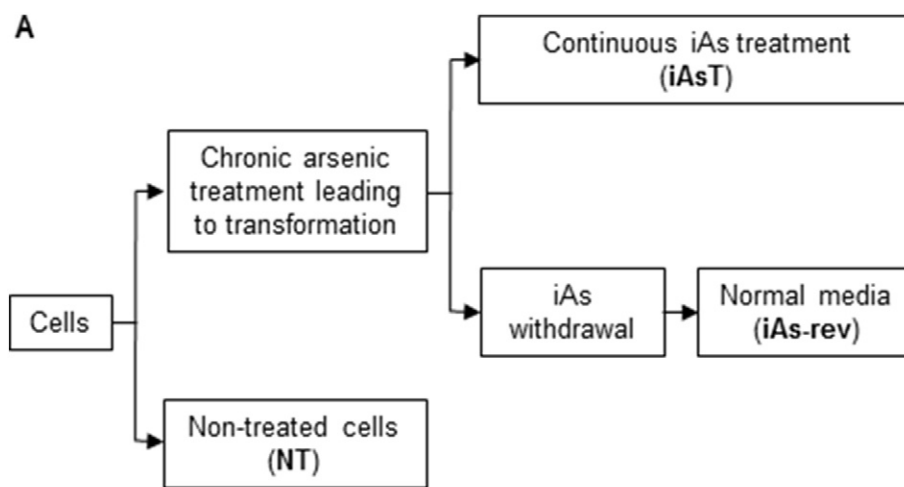 A
Continuous iAs treatment
(iAsT)
Chronic arsenic
treatment leading
to transformation
Cells
iAs
withdrawal
Normal media
(iAs-rev)
Non-treated cells
(NT)